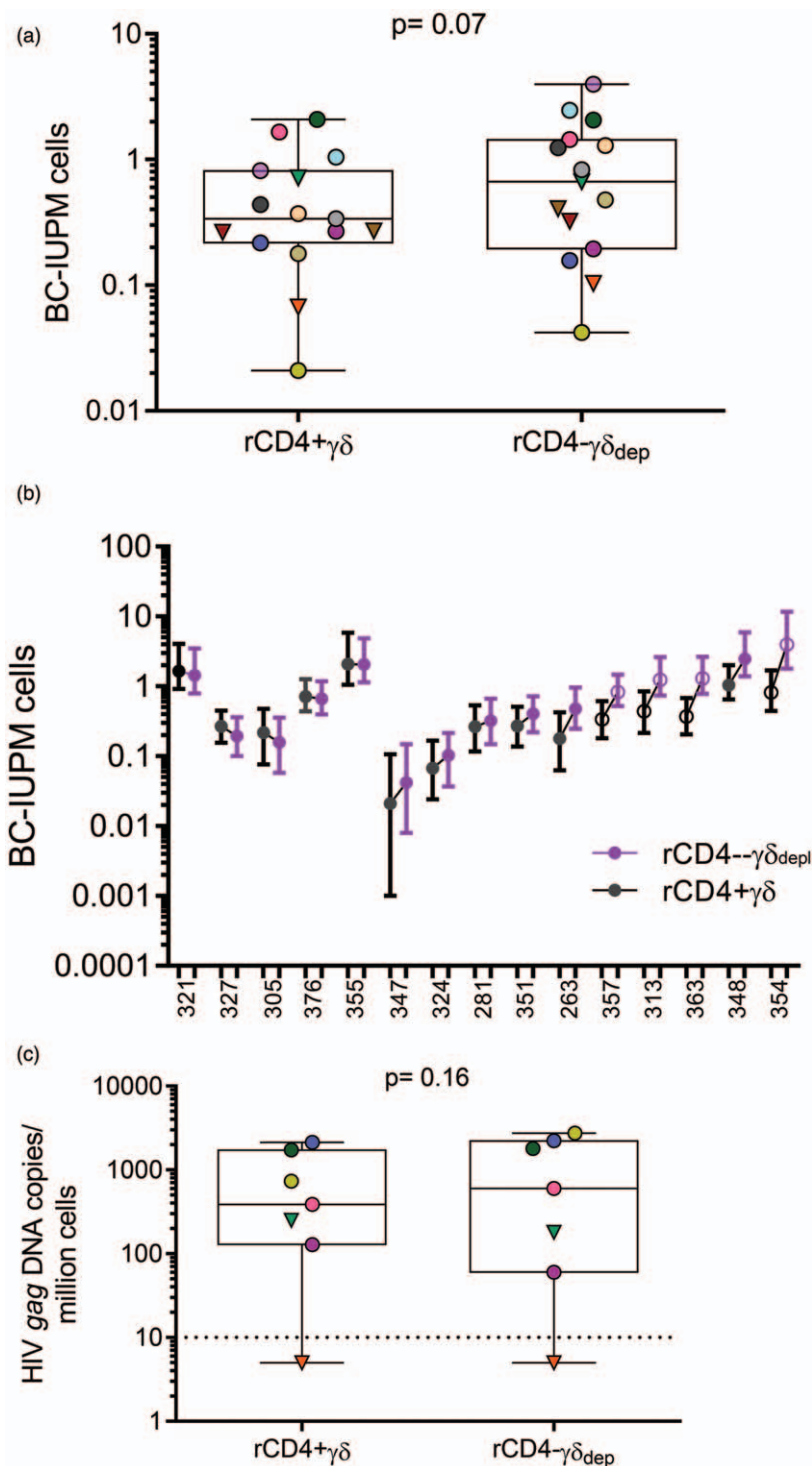 (a)
p= 0.07
BC-IUPM cells
10
1
0.1
0.01
rCD4+γδ
rCD4-γδdep
(b)
BC-IUPM cells
100
10
1
0.1
0.01
0.001
0.0001
rCD4--γδdepl
rCD4+γδ
321
327
305
376
355
347
324
281
351
263
357
313
363
348
354
(c)
p= 0.16
HIV gag DNA copies/
million cells
10000
1000
100
10
1
rCD4+γδ
rCD4-γδdep